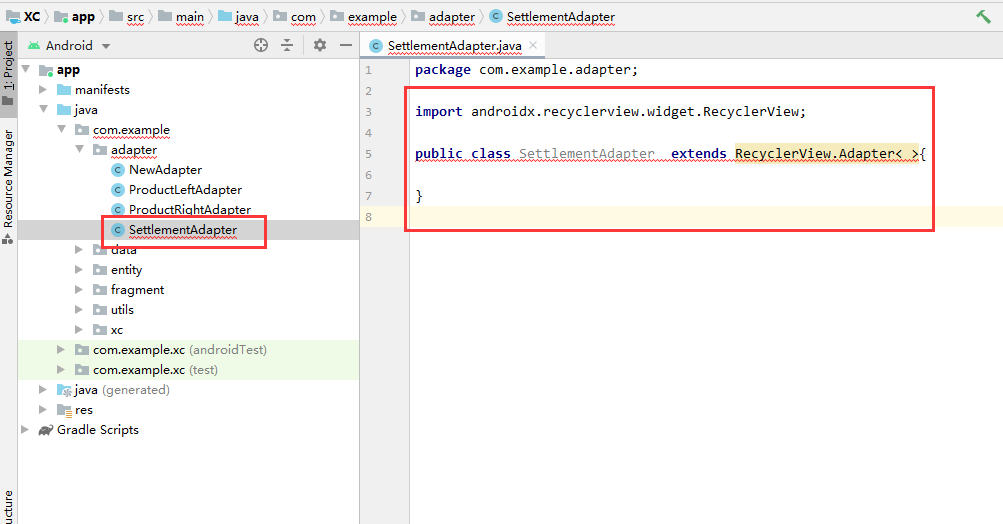 XC app src main java com example adapter SettlementAdapter
1: Project
Resource Manager
ucture
Android
app
manifests
java
com.example
adapter
NewAdapter
ProductLeftAdapter
ProductRightAdapter
SettlementAdapter
data
entity
fragment
utils
xc
com.example.xc (androidTest)
com.example.xc (test)
java (generated)
res
Gradle Scripts
SettlementAdapter.java
1 package com.example.adapter;
2
3 import androidx.recyclerview.widget.RecyclerView;
4
5 public class SettlementAdapter  extends RecyclerView.Adapter< >{
6
7 }
8